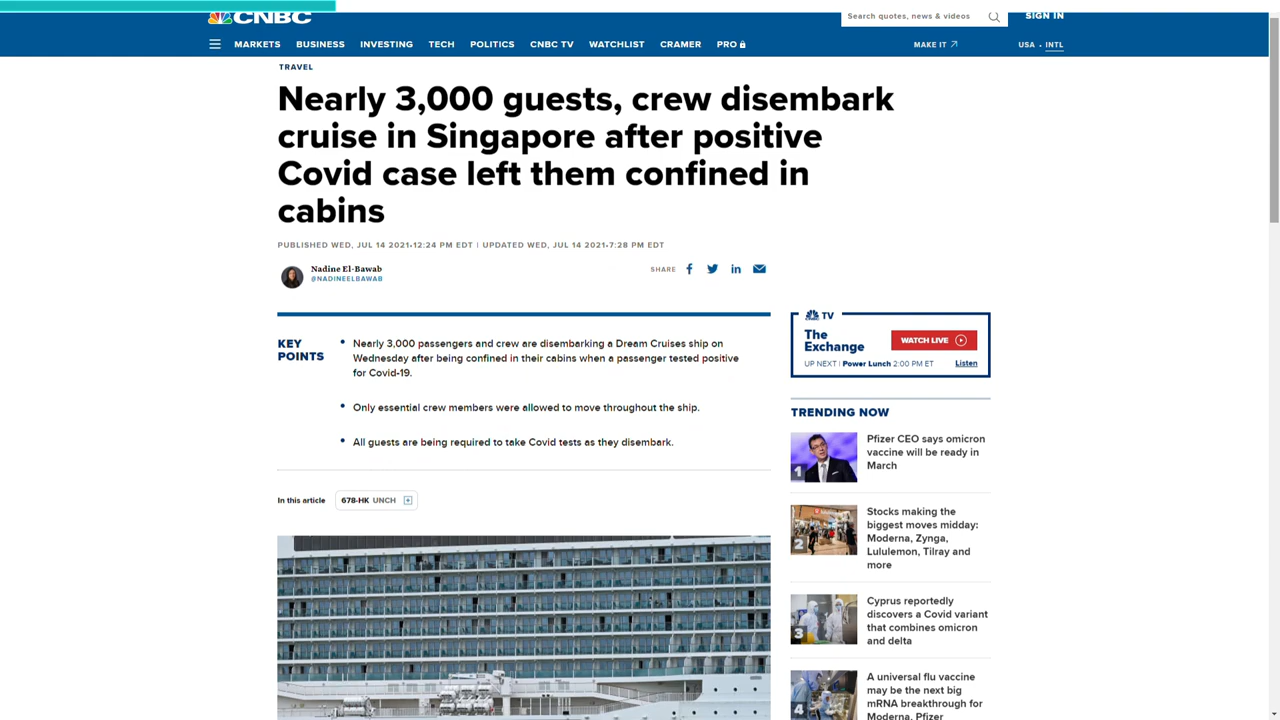 CNBC
Search quotes, news & videos
SIGN IN
MARKETS BUSINESS INVESTING TECH POLITICS CNBC TV WATCHLIST CRAMER PRO
MAKE IT
USA • INTL
TRAVEL
Nearly 3,000 guests, crew disembark
cruise in Singapore after positive
Covid case left them confined in
cabins
PUBLISHED WED, JUL 14 2021•12:24 PM EDT | UPDATED WED, JUL 14 2021•7:28 PM EDT
Nadine El-Bawab
@NADINEELBAWAB
SHARE
KEY
POINTS
• Nearly 3,000 passengers and crew are disembarking a Dream Cruises ship on
Wednesday after being confined in their cabins when a passenger tested positive
for Covid-19.
• Only essential crew members were allowed to move throughout the ship.
• All guests are being required to take Covid tests as they disembark.
In this article
678-HK UNCH
TV
The
Exchange
WATCH LIVE
UP NEXT | Power Lunch 2:00 PM ET
Listen
TRENDING NOW
1
Pfizer CEO says omicron
vaccine will be ready in
March
2
Stocks making the
biggest moves midday:
Moderna, Zynga,
Lululemon, Tilray and
more
3
Cyprus reportedly
discovers a Covid variant
that combines omicron
and delta
4
A universal flu vaccine
may be the next big
mRNA breakthrough for
Moderna, Pfizer